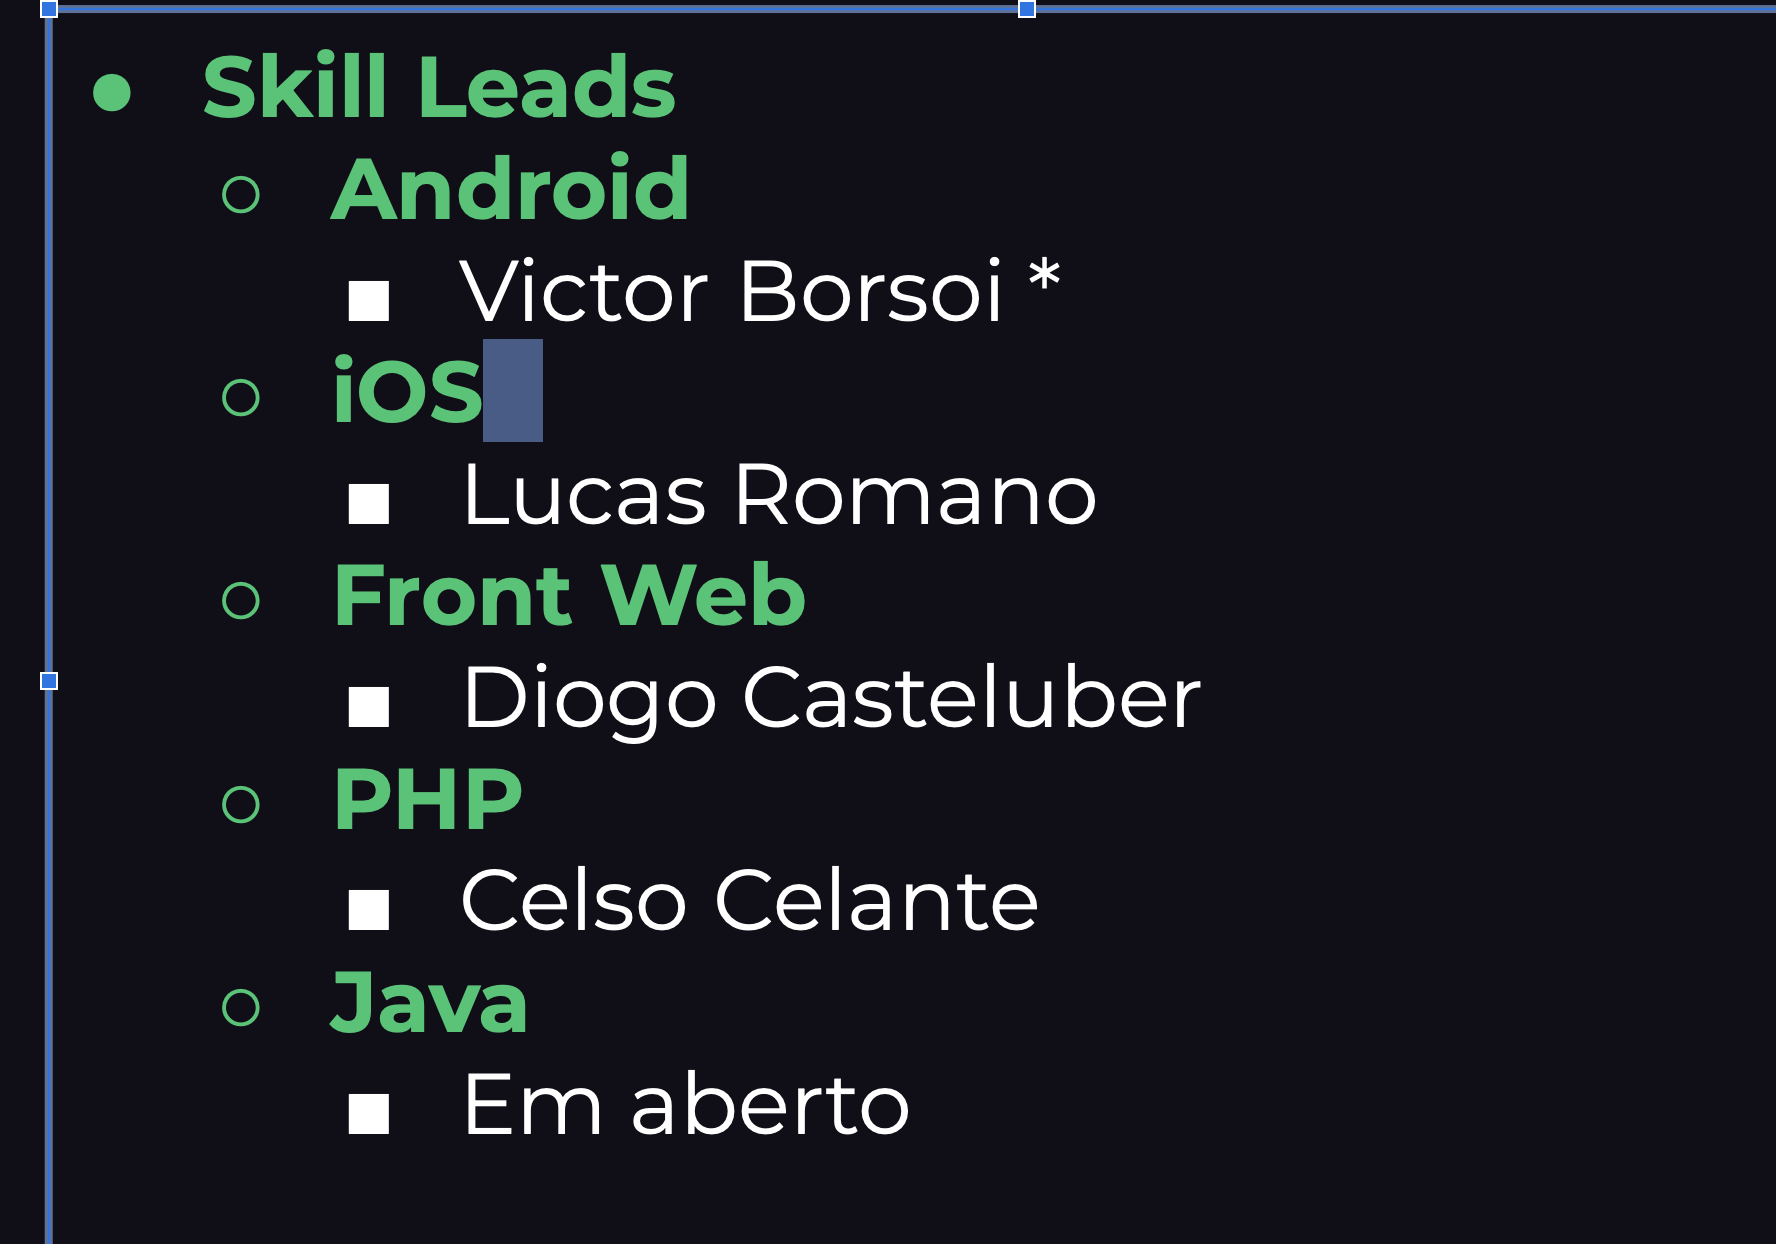 Skill Leads
Android
Victor Borsoi *
iOS
Lucas Romano
Front Web
Diogo Casteluber
PHP
Celso Celante
Java
Em aberto